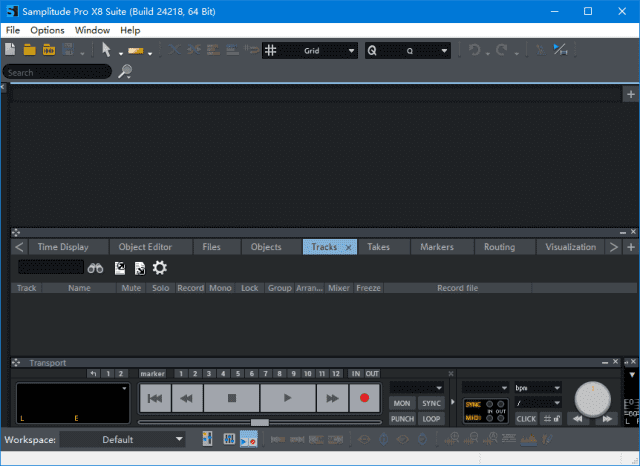 Samplitude Pro X8 Suite (Build 24218, 64 Bit)
File Options Window Help
Grid Q Q
Search
Time Display Object Editor Files Objects Tracks Takes Markers Routing Visualization
Track Name Mute Solo Record Mono Lock Group Arran... Mixer Freeze Record file
Transport
1 2 marker 1 2 3 4 5 6 7 8 9 10 11 12 IN OUT
bpm
L E MON SYNC SYNC MIDI IN OUT /
PUNCH LOOP CLICK #
Workspace: Default